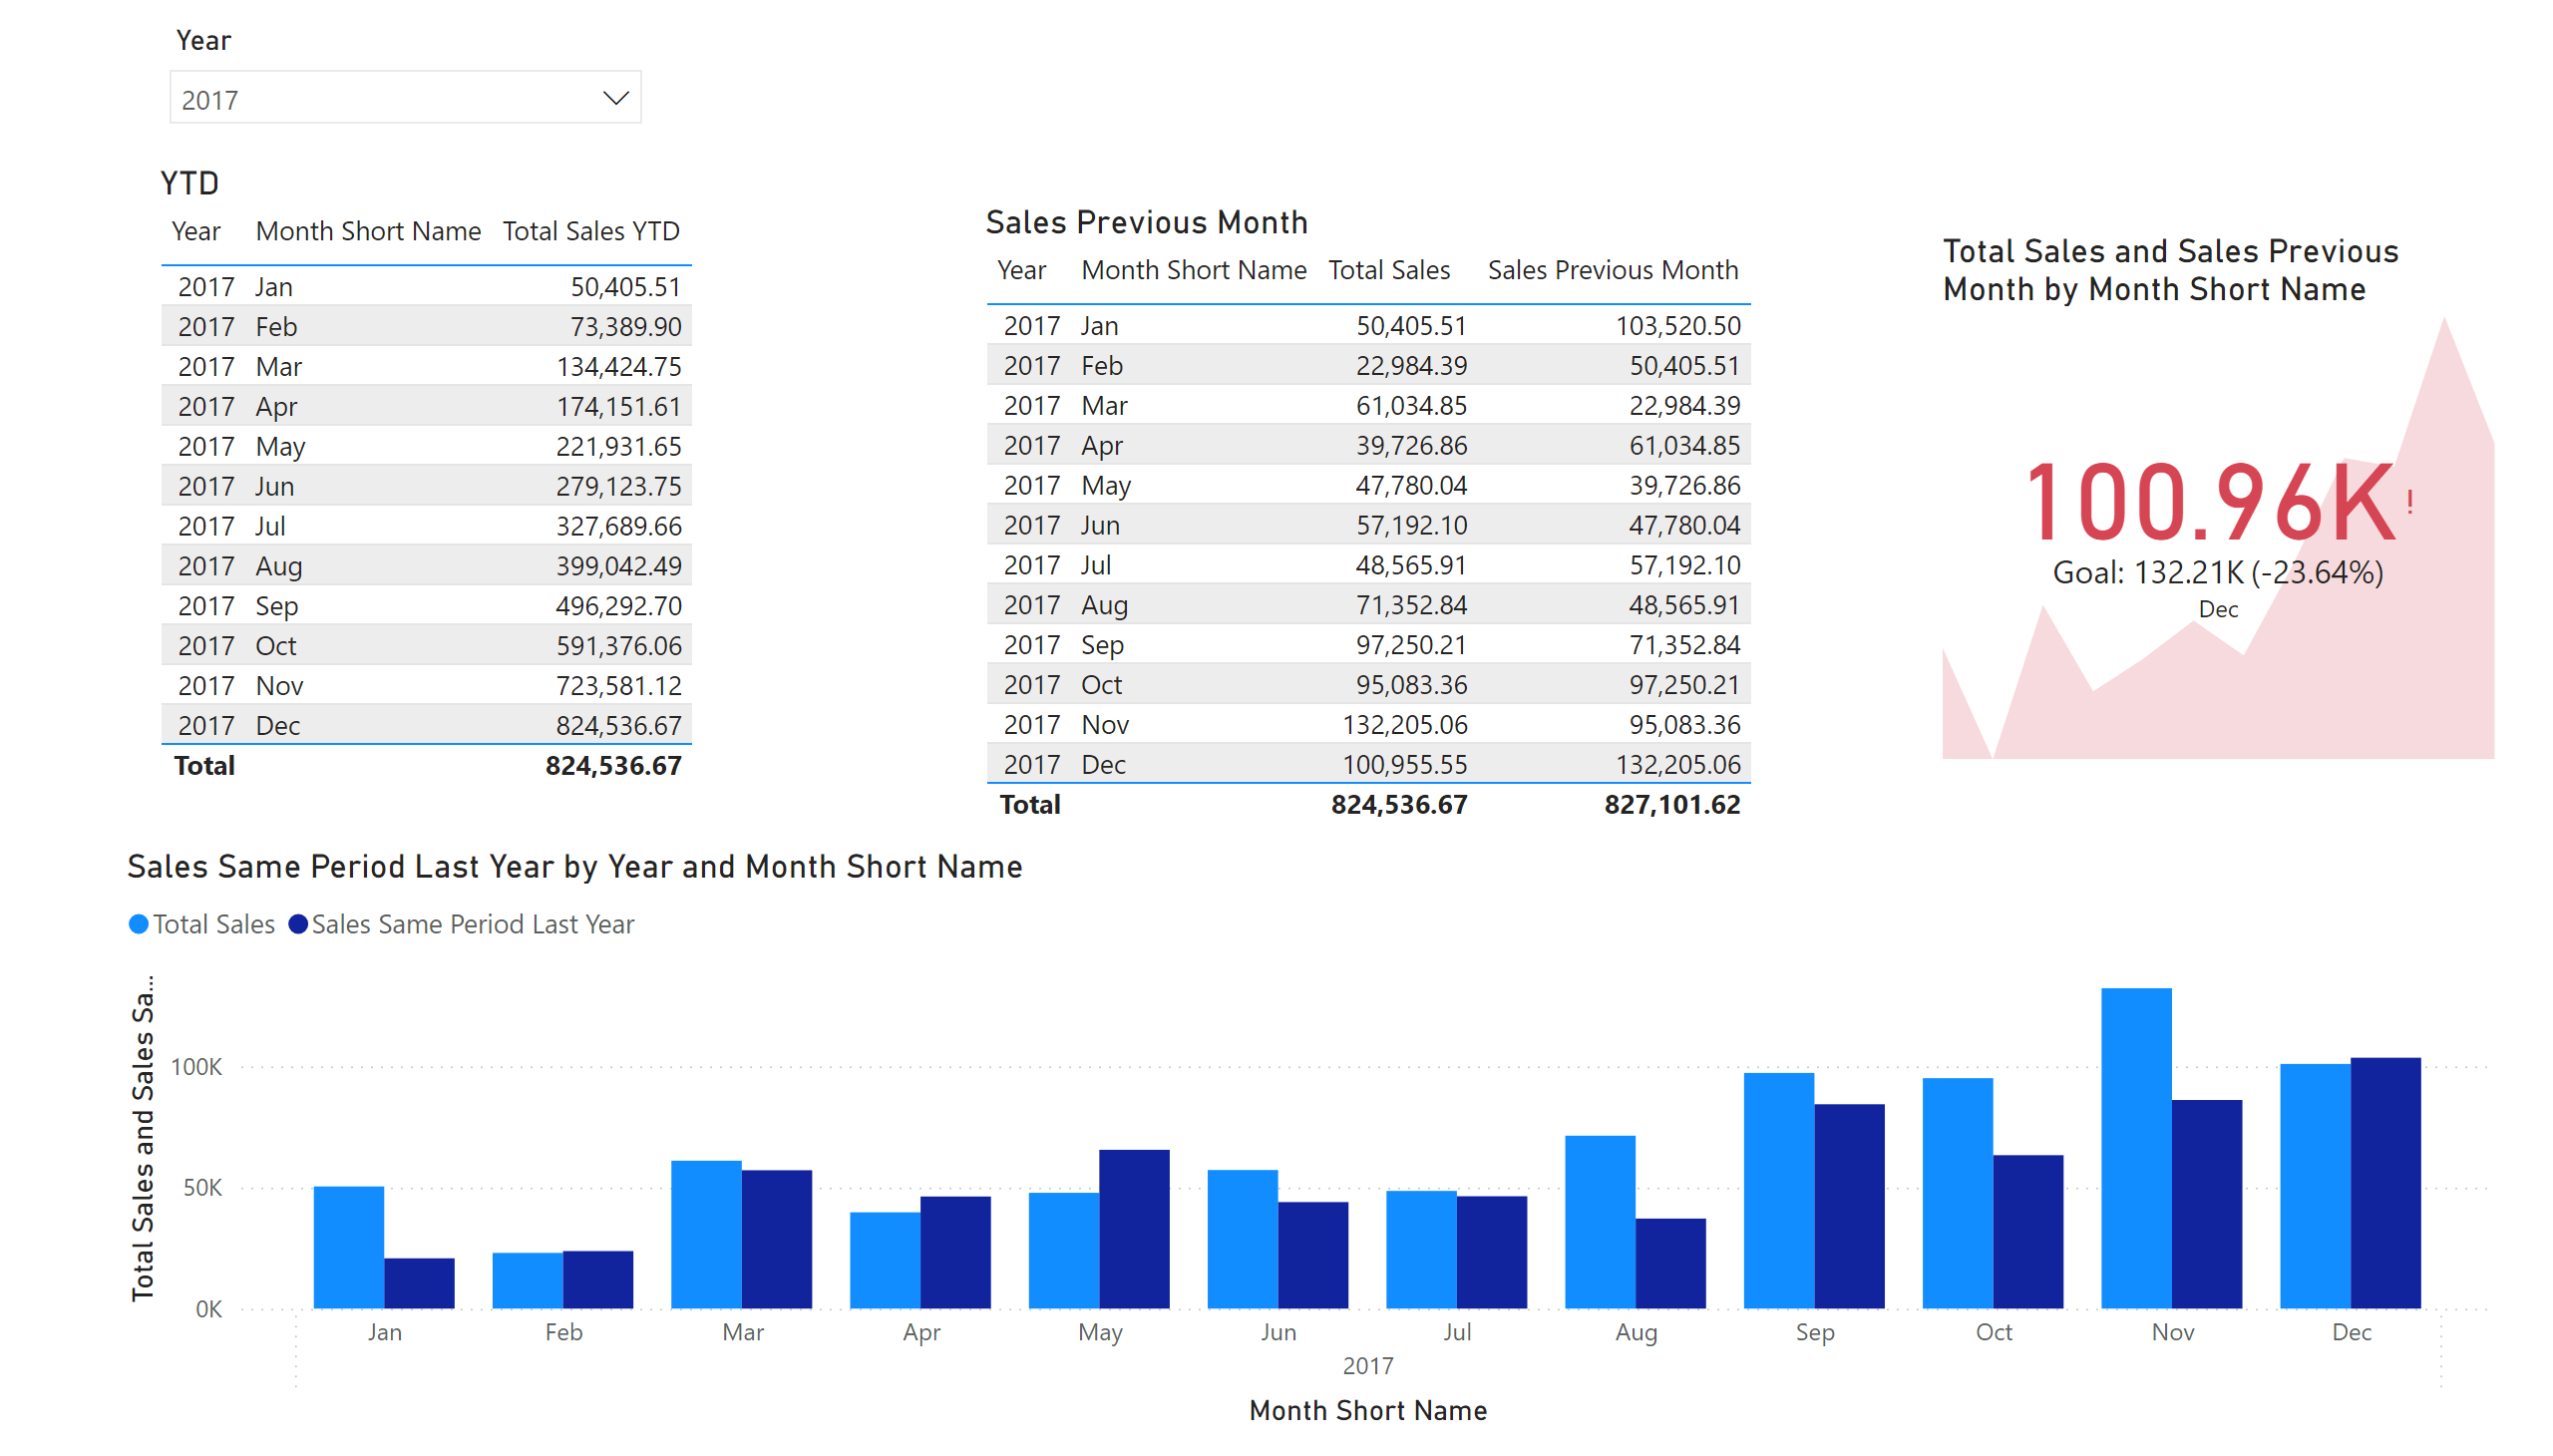 Year
2017
YTD
Year Month Short Name Total Sales YTD
2017 Jan 50,405.51
2017 Feb 73,389.90
2017 Mar 134,424.75
2017 Apr 174,151.61
2017 May 221,931.65
2017 Jun 279,123.75
2017 Jul 327,689.66
2017 Aug 399,042.49
2017 Sep 496,292.70
2017 Oct 591,376.06
2017 Nov 723,581.12
2017 Dec 824,536.67
Total 824,536.67
Sales Previous Month
Year Month Short Name Total Sales Sales Previous Month
2017 Jan 50,405.51 103,520.50
2017 Feb 22,984.39 50,405.51
2017 Mar 61,034.85 22,984.39
2017 Apr 39,726.86 61,034.85
2017 May 47,780.04 39,726.86
2017 Jun 57,192.10 47,780.04
2017 Jul 48,565.91 57,192.10
2017 Aug 71,352.84 48,565.91
2017 Sep 97,250.21 71,352.84
2017 Oct 95,083.36 97,250.21
2017 Nov 132,205.06 95,083.36
2017 Dec 100,955.55 132,205.06
Total 824,536.67 827,101.62
Total Sales and Sales Previous
Month by Month Short Name
100.96K!
Goal: 132.21K (-23.64%)
Dec
Sales Same Period Last Year by Year and Month Short Name
Total Sales Sales Same Period Last Year
Total Sales and Sales Sa...
100K
50K
0K
Jan Feb Mar Apr May Jun Jul Aug Sep Oct Nov Dec
2017
Month Short Name